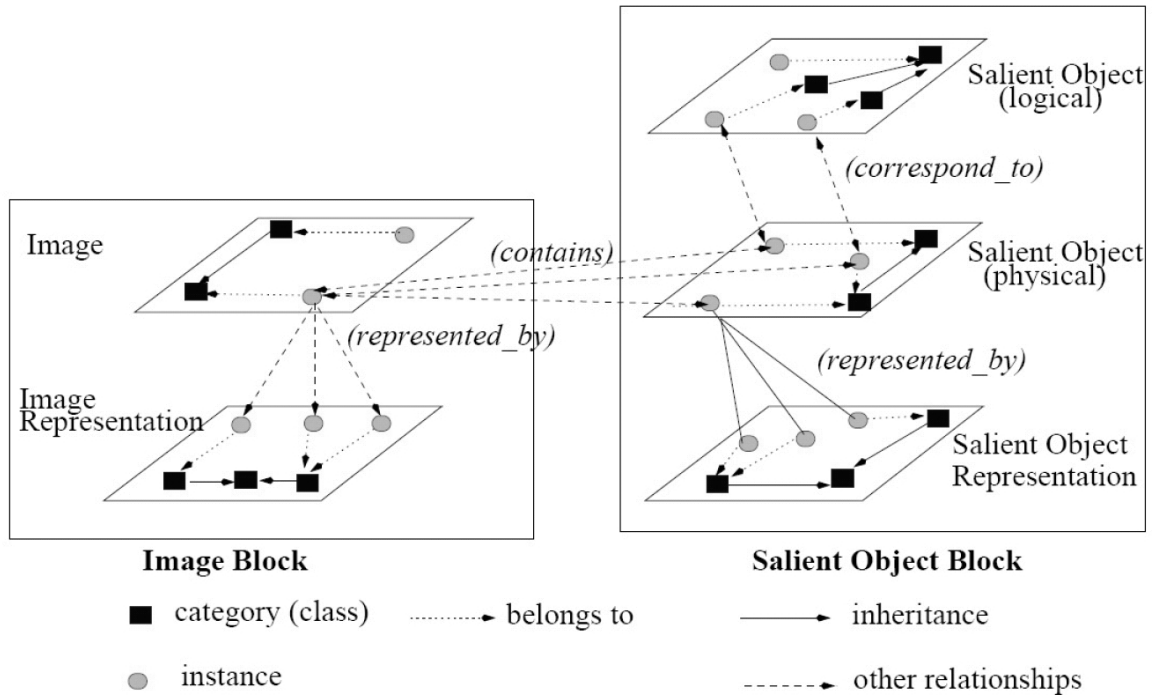 Salient Object
(logical)
(correspond_to)
Image
(contains)
Salient Object
(physical)
(represented_by)
(represented_by)
Image
Representation
Salient Object
Representation
Image Block
Salient Object Block
category (class)
belongs to
inheritance
instance
other relationships